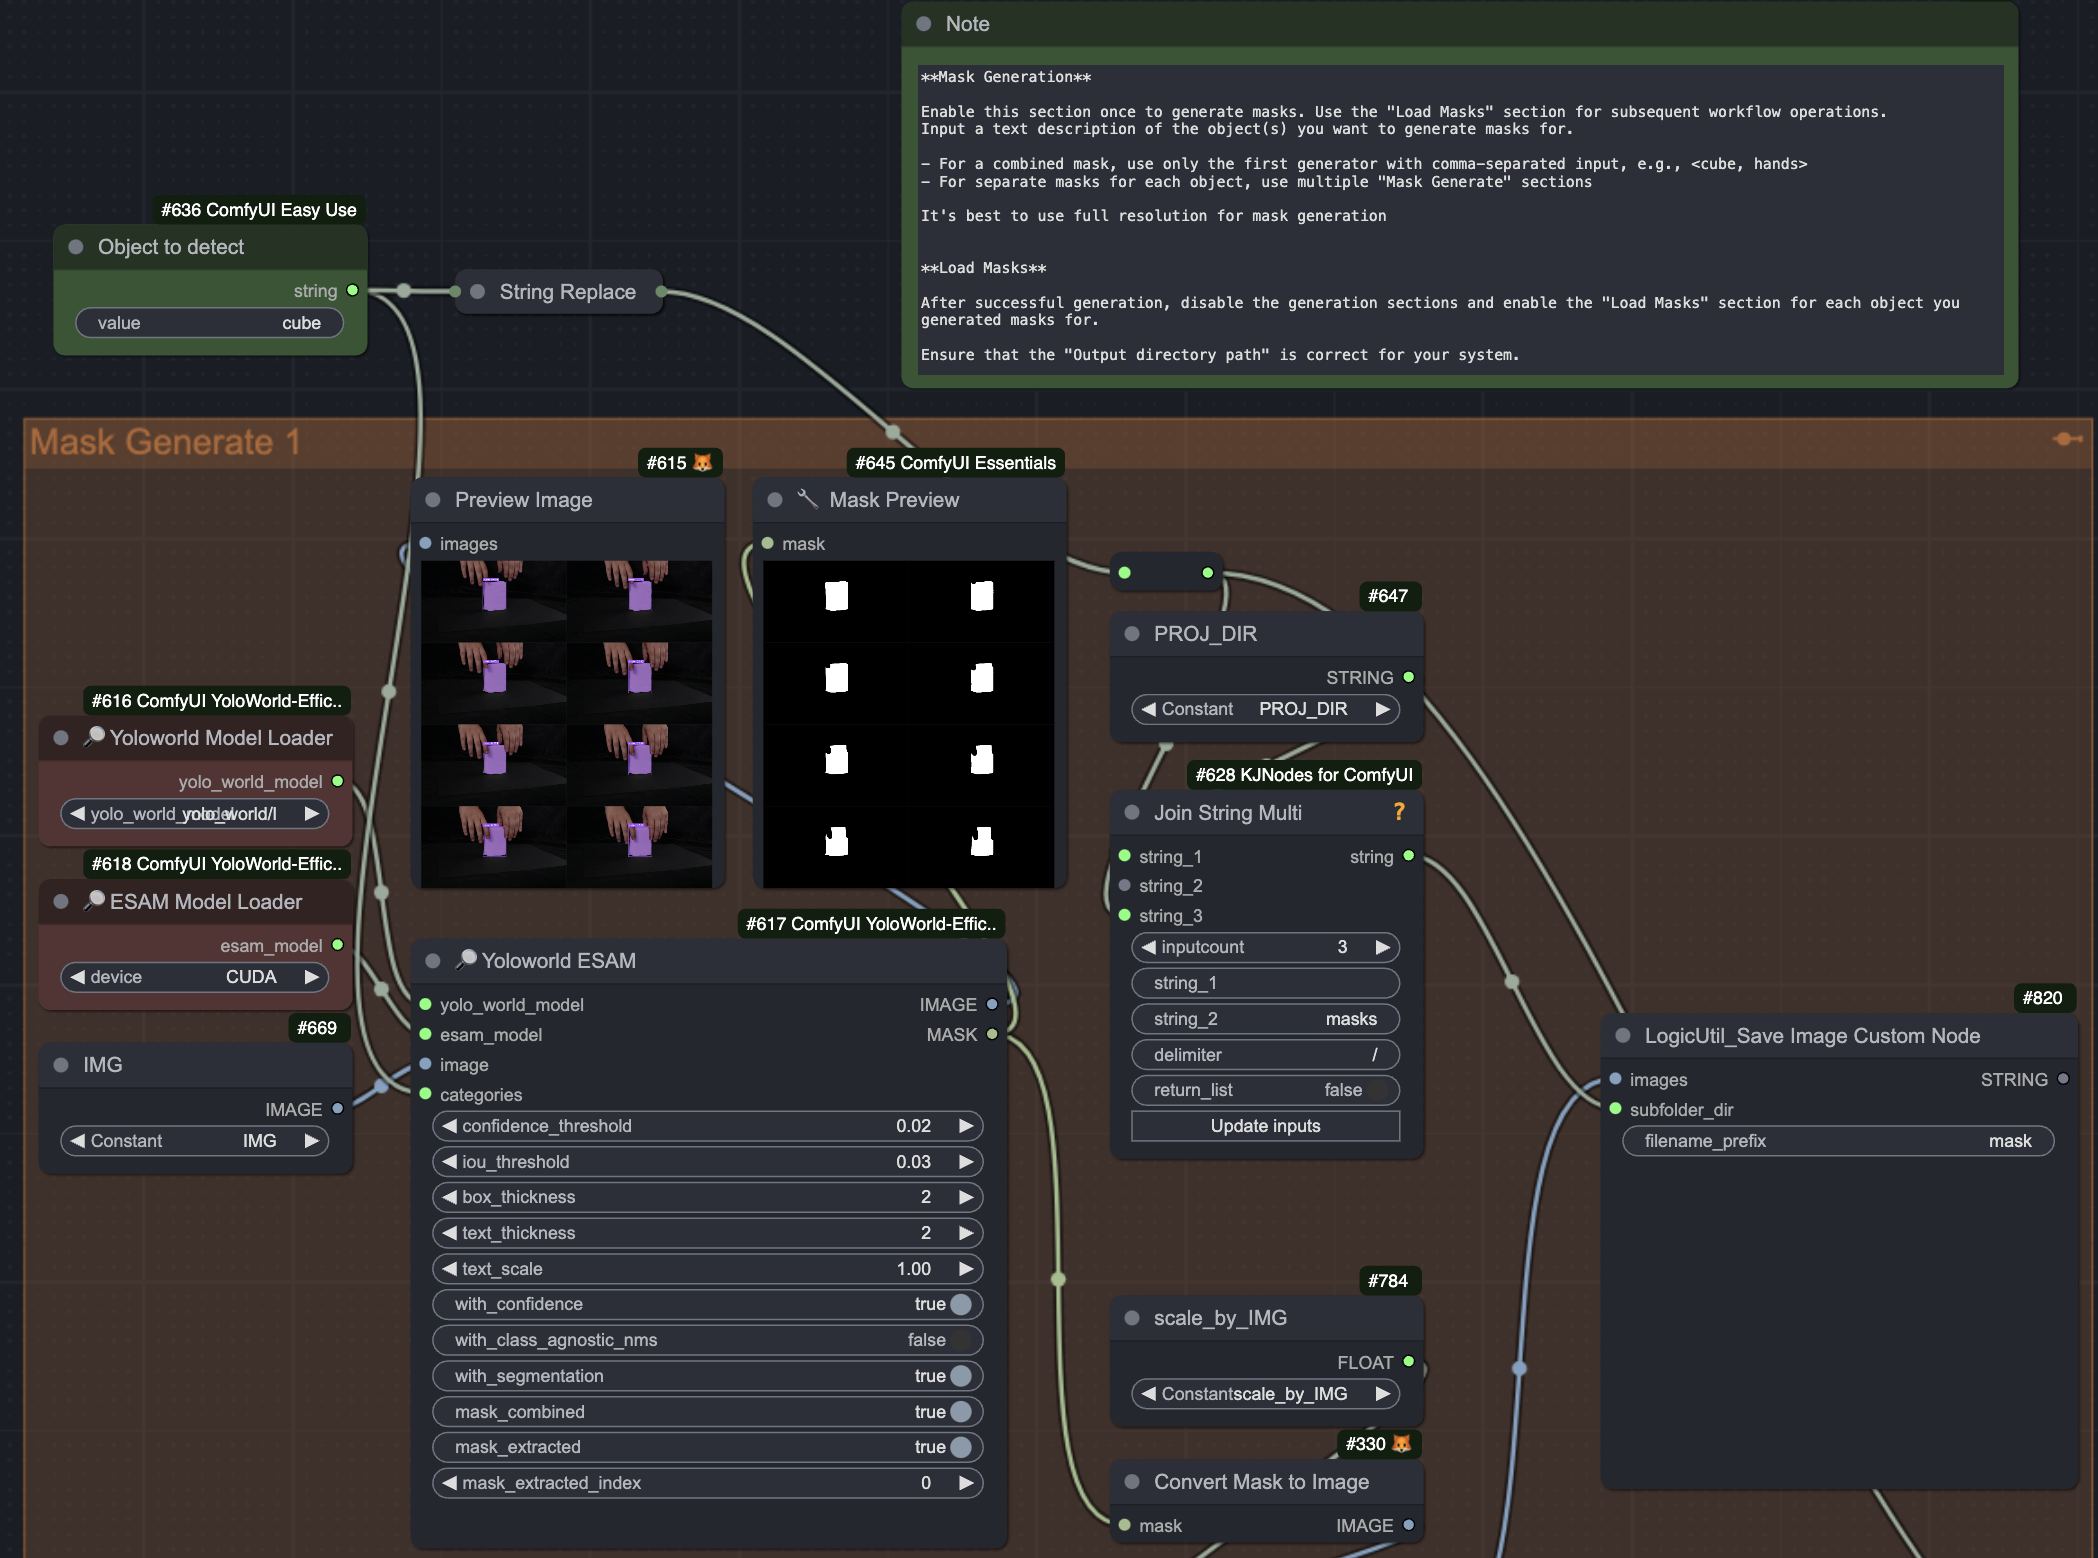 Note
**Mask Generation**
Enable this section once to generate masks. Use the "Load Masks" section for subsequent workflow operations.
Input a text description of the object(s) you want to generate masks for.
- For a combined mask, use only the first generator with comma-separated input, e.g., <cube, hands>
- For separate masks for each object, use multiple "Mask Generate" sections
It's best to use full resolution for mask generation
**Load Masks**
After successful generation, disable the generation sections and enable the "Load Masks" section for each object you
generated masks for.
Ensure that the "Output directory path" is correct for your system.
#636 ComfyUI Easy Use
Object to detect
string
value cube
String Replace
Mask Generate 1
#615
Preview Image
images
#645 ComfyUI Essentials
Mask Preview
mask
#647
PROJ_DIR
STRING
Constant PROJ_DIR
#616 ComfyUI YoloWorld-Effic..
Yoloworld Model Loader
yolo_world_model
yolo_world_model yolo_world/l
#618 ComfyUI YoloWorld-Effic..
ESAM Model Loader
esam_model
device CUDA
#669
IMG
IMAGE
Constant IMG
#617 ComfyUI YoloWorld-Effic..
Yoloworld ESAM
yolo_world_model IMAGE
esam_model MASK
image
categories
confidence_threshold 0.02
iou_threshold 0.03
box_thickness 2
text_thickness 2
text_scale 1.00
with_confidence true
with_class_agnostic_nms false
with_segmentation true
mask_combined true
mask_extracted true
mask_extracted_index 0
#628 KJNodes for ComfyUI
Join String Multi ?
string_1 string
string_2
string_3
inputcount 3
string_1
string_2 masks
delimiter /
return_list false
Update inputs
#784
scale_by_IMG
FLOAT
Constant scale_by_IMG
#330
Convert Mask to Image
mask IMAGE
#820
LogicUtil_Save Image Custom Node
images STRING
subfolder_dir
filename_prefix mask